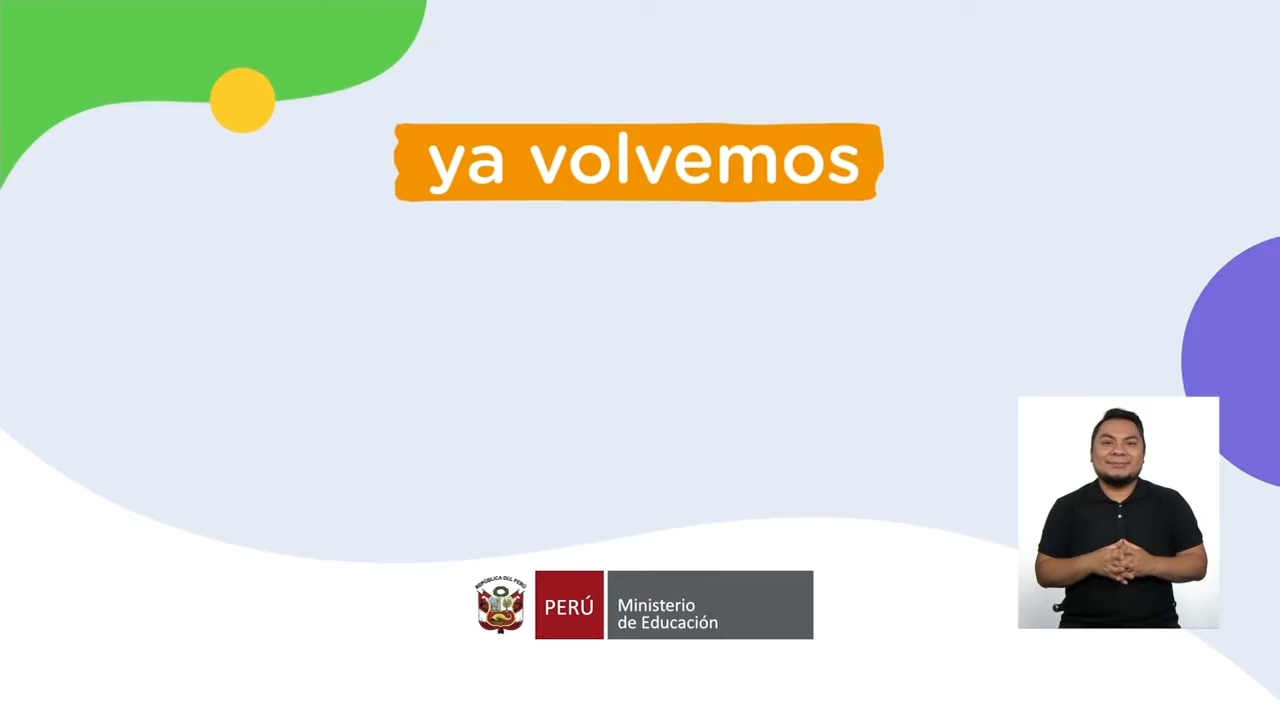 ya volvemos
REPÚBLICA DEL PERÚ
PERÚ
Ministerio
de Educación